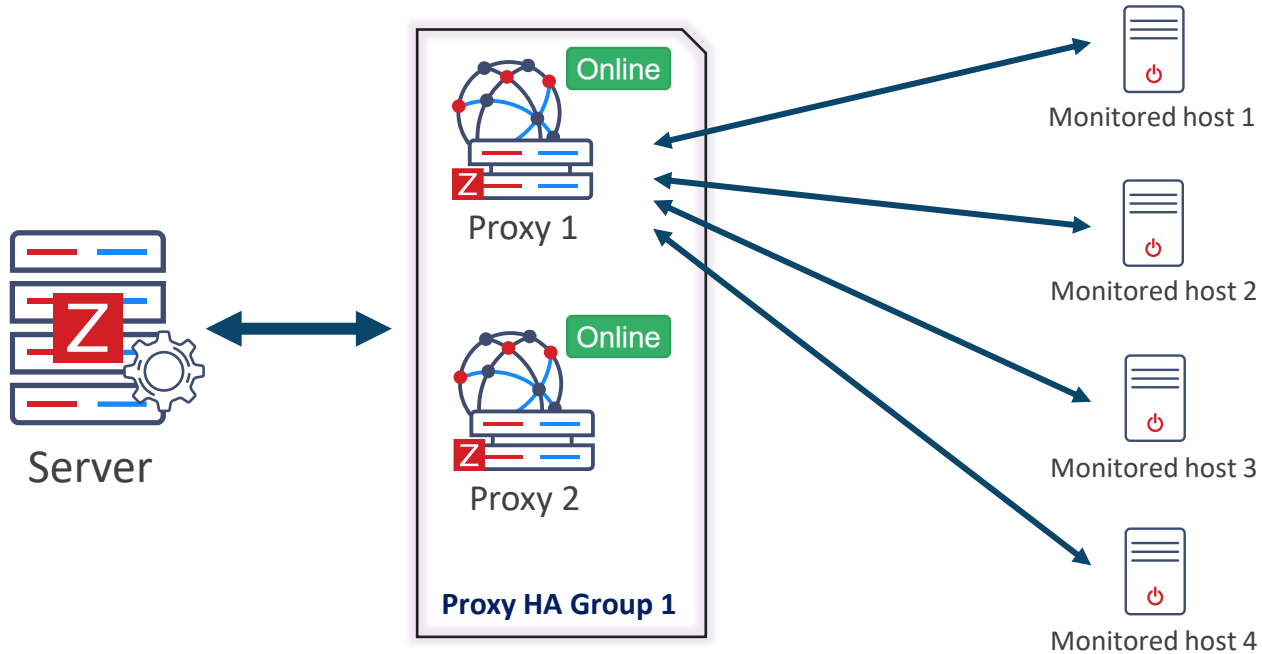 Online
Z
Proxy 1
Z
Server
Online
Z
Proxy 2
Proxy HA Group 1
Monitored host 1
Monitored host 2
Monitored host 3
Monitored host 4